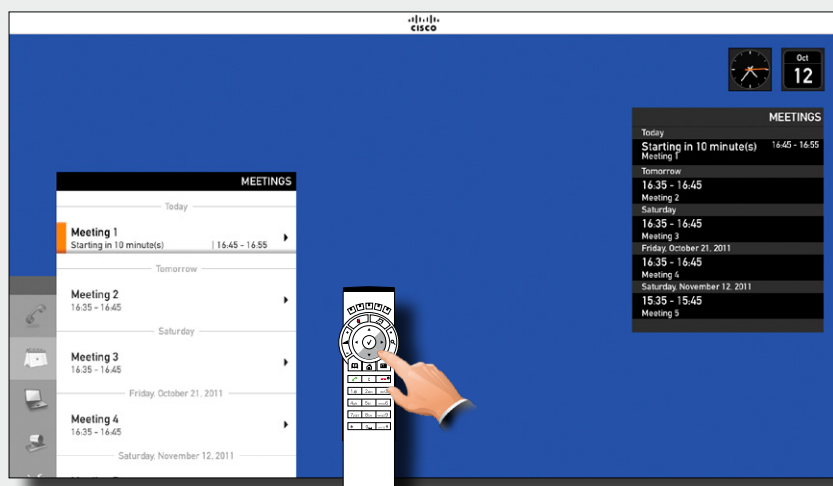 CISCO
Oct
12
MEETINGS
Today
Starting in 10 minute(s) 16:45 - 16:55
Meeting 1
Tomorrow
16:35 - 16:45
Meeting 2
Saturday
16:35 - 16:45
Meeting 3
Friday, October 21, 2011
16:35 - 16:45
Meeting 4
Saturday, November 12, 2011
15:35 - 15:45
Meeting 5
MEETINGS
Today
Meeting 1
Starting in 10 minute(s) | 16:45 - 16:55
Tomorrow
Meeting 2
16:35 - 16:45
Saturday
Meeting 3
16:35 - 16:45
Friday, October 21, 2011
Meeting 4
16:35 - 16:45
Saturday, November 12, 2011